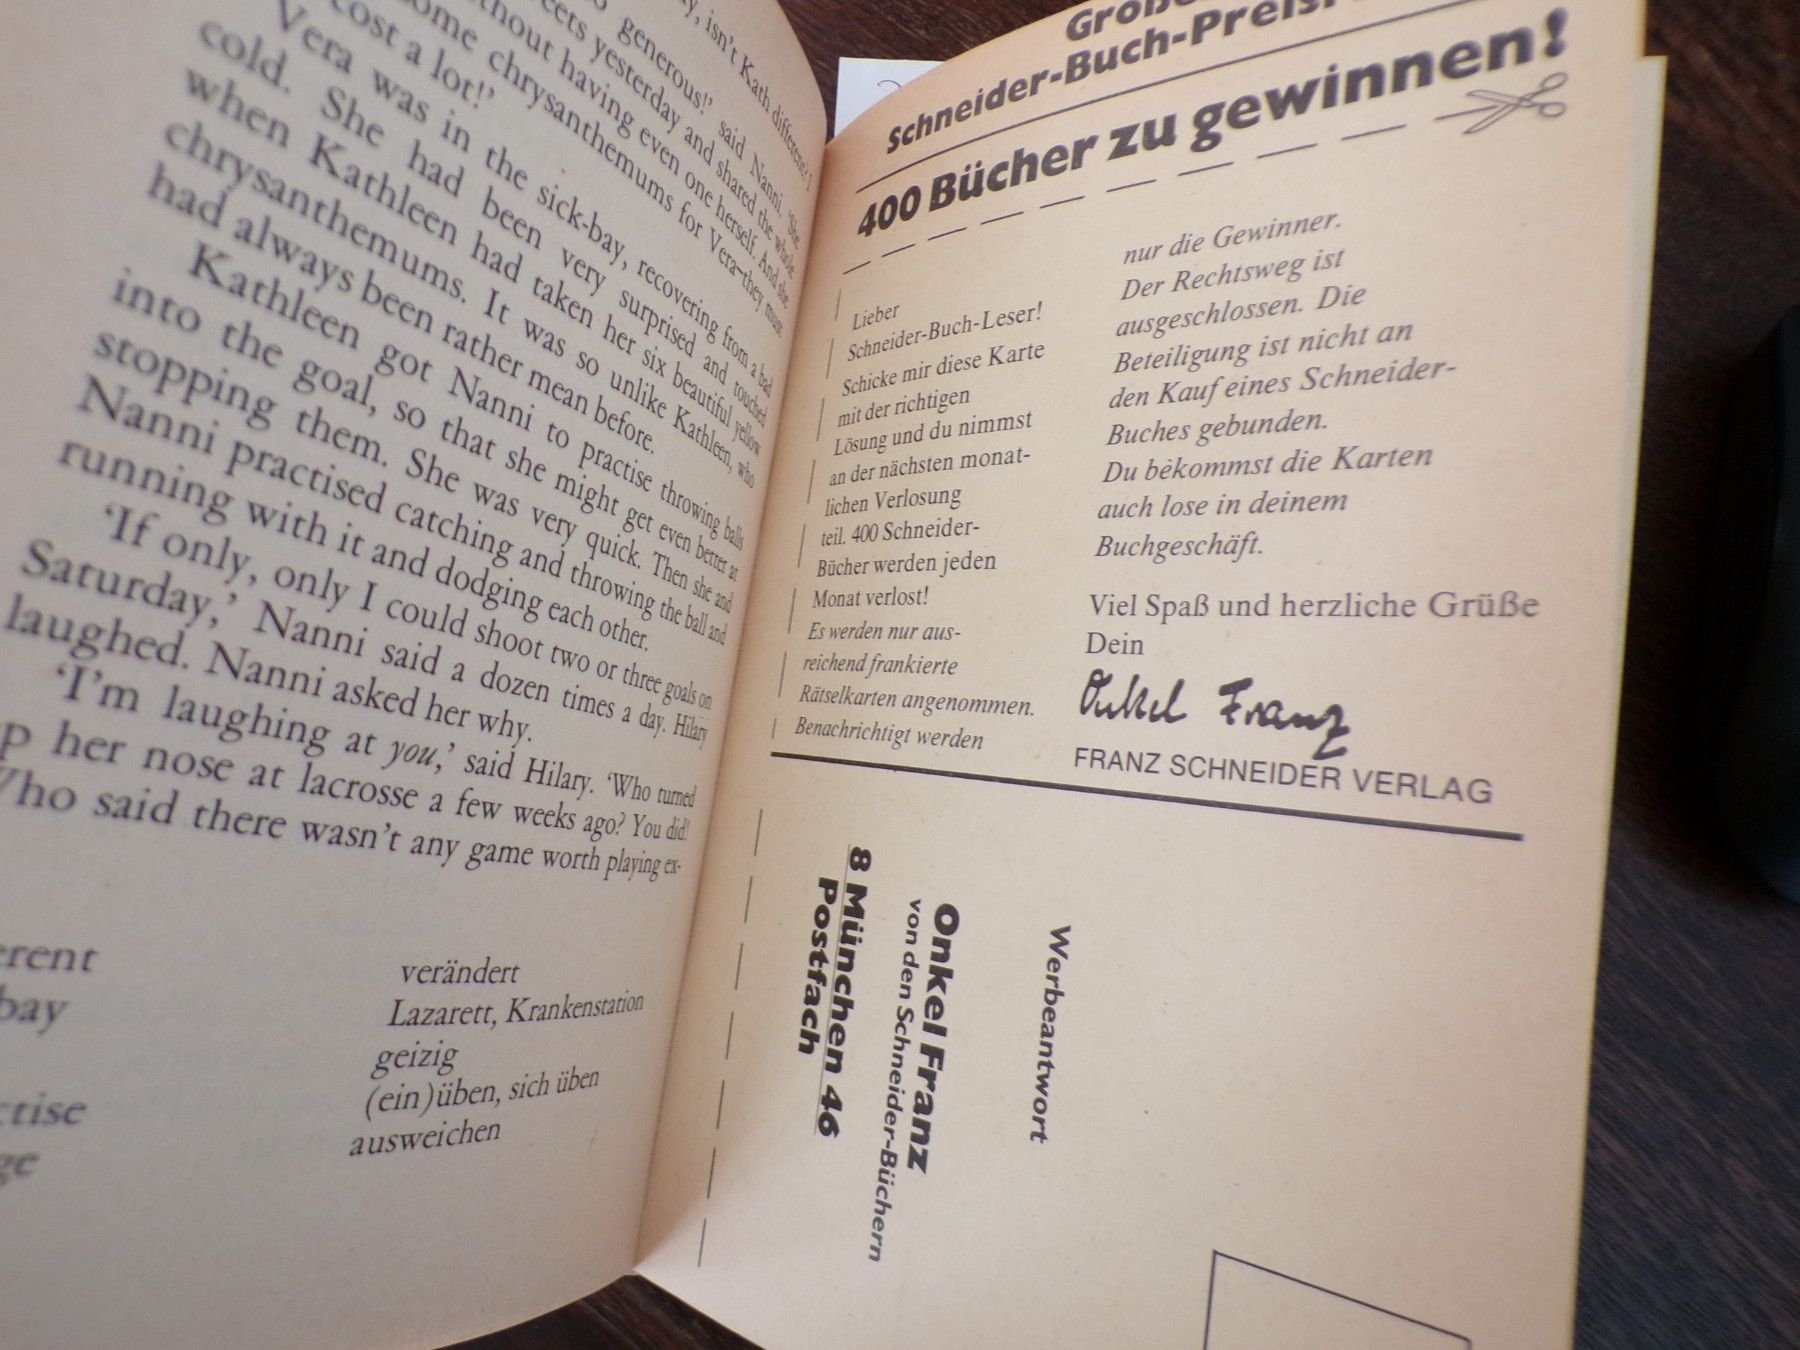 y, isn't Kath different? I
generous!' said Nanni. 'She
eets yesterday and shared the whole
thout having even one herself. And she
ome chrysanthemums for Vera–they must
cost a lot!'
Vera was in the sick-bay, recovering from a bad
cold. She had been very surprised and touched
when Kathleen had taken her six beautiful yellow
chrysanthemums. It was so unlike Kathleen, who
had always been rather mean before.
Kathleen got Nanni to practise throwing balls
into the goal, so that she might get even better at
stopping them. She was very quick. Then she and
Nanni practised catching and throwing the ball and
running with it and dodging each other.
'If only, only I could shoot two or three goals on
Saturday,' Nanni said a dozen times a day. Hilary
laughed. Nanni asked her why.
'I'm laughing at you,' said Hilary. 'Who turned
p her nose at lacrosse a few weeks ago? You did!
Who said there wasn't any game worth playing ex-
erent verändert
bay Lazarett, Krankenstation
geizig
ctise (ein)üben, sich üben
ge ausweichen
Schneider-Buch-Preis
400 Bücher zu gewinnen!
Lieber
Schneider-Buch-Leser!
Schicke mir diese Karte
mit der richtigen
Lösung und du nimmst
an der nächsten monat-
lichen Verlosung
teil. 400 Schneider-
Bücher werden jeden
Monat verlost!
Es werden nur aus-
reichend frankierte
Rätselkarten angenommen.
Benachrichtigt werden
nur die Gewinner.
Der Rechtsweg ist
ausgeschlossen. Die
Beteiligung ist nicht an
den Kauf eines Schneider-
Buches gebunden.
Du bekommst die Karten
auch lose in deinem
Buchgeschäft.
Viel Spaß und herzliche Grüße
Dein
Onkel Franz
FRANZ SCHNEIDER VERLAG
Werbeantwort
Onkel Franz
von den Schneider-Büchern
8 München 46
Postfach